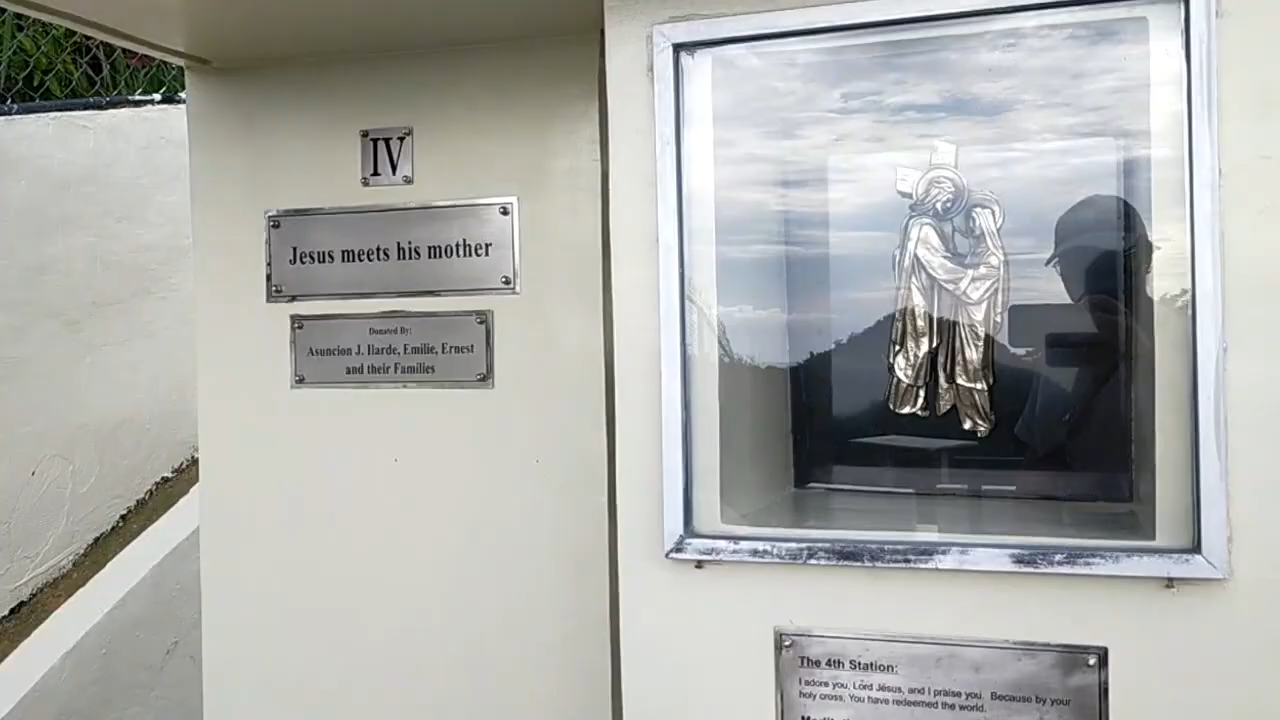 IV
Jesus meets his mother
Donated By:
Asuncion J. Ilarde, Emilie, Ernest
and their Families
The 4th Station:
I adore you, Lord Jesus, and I praise you. Because by your
holy cross, You have redeemed the world.